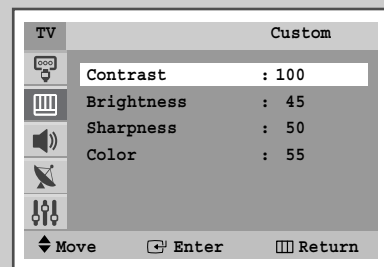 TV Custom
Contrast : 100
Brightness : 45
Sharpness : 50
Color : 55
Move Enter Return